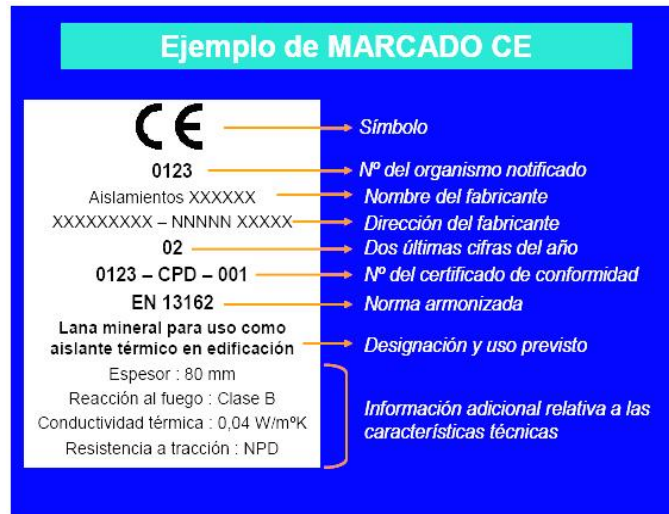 Ejemplo de MARCADO CE
CE
Símbolo
0123
Nº del organismo notificado
Aislamientos XXXXXX
Nombre del fabricante
XXXXXXXXX – NNNNN XXXXX
Dirección del fabricante
02
Dos últimas cifras del año
0123 – CPD – 001
Nº del certificado de conformidad
EN 13162
Norma armonizada
Lana mineral para uso como
aislante térmico en edificación
Designación y uso previsto
Espesor : 80 mm
Reacción al fuego : Clase B
Conductividad térmica : 0,04 W/mºK
Resistencia a tracción : NPD
Información adicional relativa a las
características técnicas